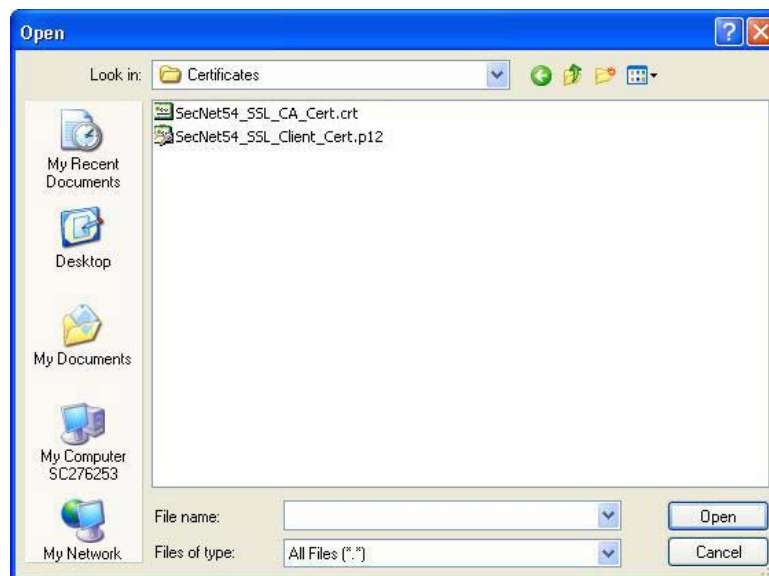 Open
Look in:
Certificates
SecNet54_SSL_CA_Cert.crt
SecNet54_SSL_Client_Cert.p12
My Recent
Documents
Desktop
My Documents
My Computer
SC276253
My Network
File name:
Open
Files of type:
All Files (*.*)
Cancel